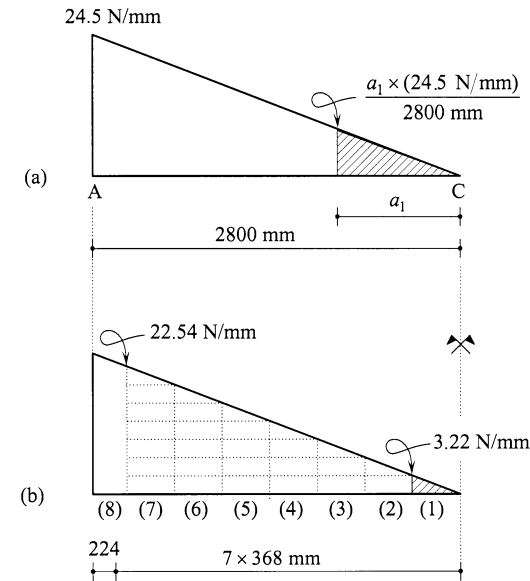 24.5 N/mm
a₁ × (24.5 N/mm)
2800 mm
(a)
A
C
a₁
2800 mm
22.54 N/mm
3.22 N/mm
(b)
(8) (7) (6) (5) (4) (3) (2) (1)
224
7 × 368 mm